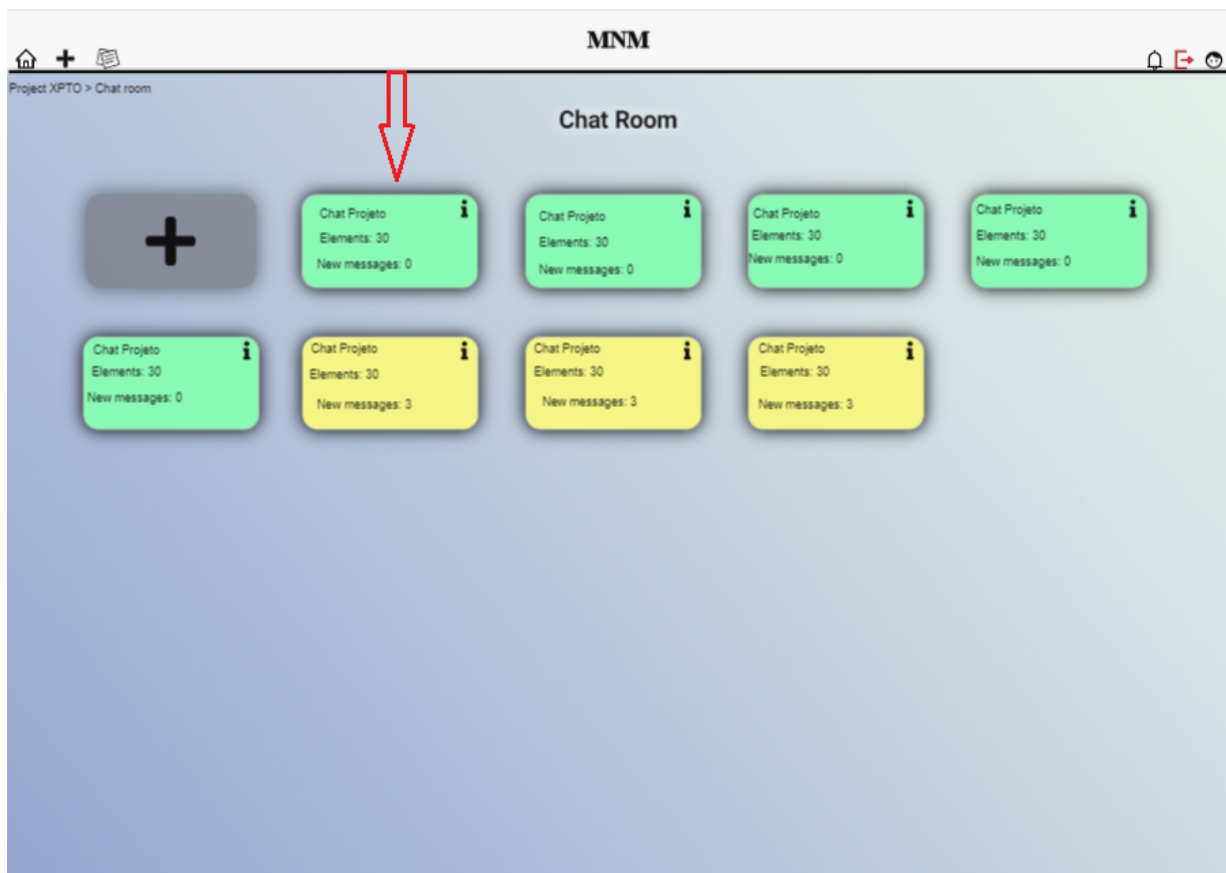 MNM
Project XPTO > Chat room
Chat Room
Chat Projeto
Elements: 30
New messages: 0
Chat Projeto
Elements: 30
New messages: 0
Chat Projeto
Elements: 30
New messages: 0
Chat Projeto
Elements: 30
New messages: 0
Chat Projeto
Elements: 30
New messages: 0
Chat Projeto
Elements: 30
New messages: 3
Chat Projeto
Elements: 30
New messages: 3
Chat Projeto
Elements: 30
New messages: 3